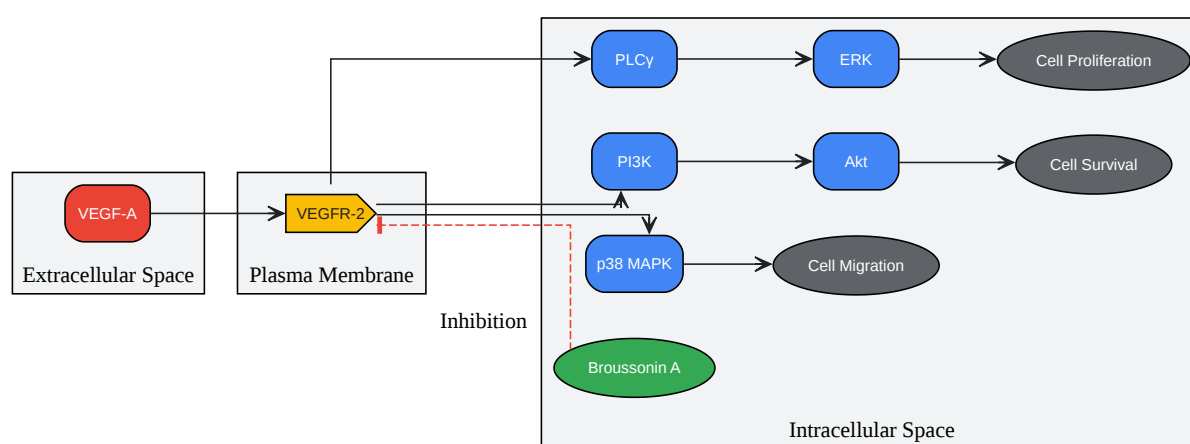 PLCγ
ERK
Cell Proliferation
PI3K
Akt
Cell Survival
VEGF-A
VEGFR-2
Extracellular Space
Plasma Membrane
p38 MAPK
Cell Migration
Inhibition
Broussonin A
Intracellular Space